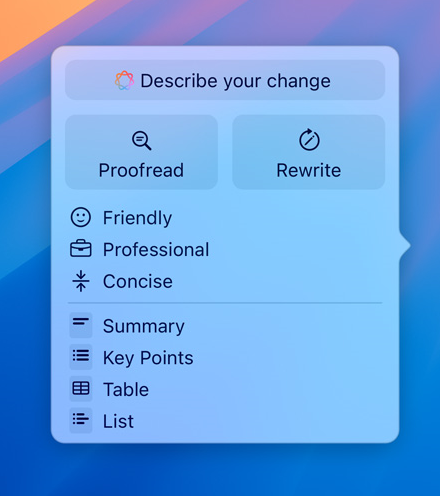 Describe your change
Proofread
Rewrite
Friendly
Professional
Concise
Summary
Key Points
Table
List